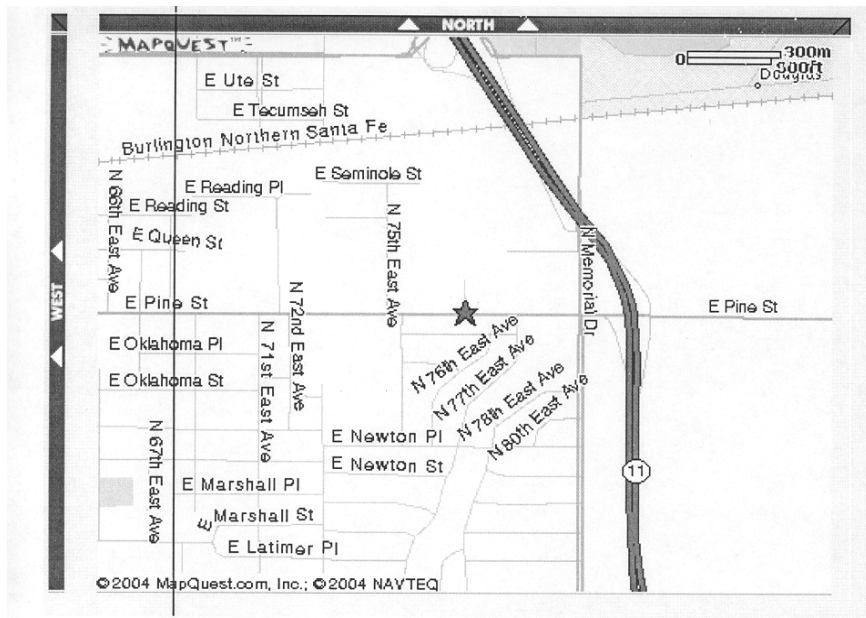 NORTH
MAPQUEST™
0 300m
900ft
Douglas
E Ute St
E Tecumseh St
Burlington Northern Santa Fe
E Seminole St
E Reading Pl
N 66th East Ave
E Reading St
E Queen St
N 75th East Ave
N Memorial Dr
WEST
E Pine St
N 72nd East Ave
E Pine St
N 71st East Ave
E Oklahoma Pl
N 76th East Ave
N 77th East Ave
E Oklahoma St
N 78th East Ave
N 80th East Ave
N 67th East Ave
E Newton Pl
E Newton St
11
E Marshall Pl
E Marshall St
E Latimer Pl
©2004 MapQuest.com, Inc.; ©2004 NAVTEQ